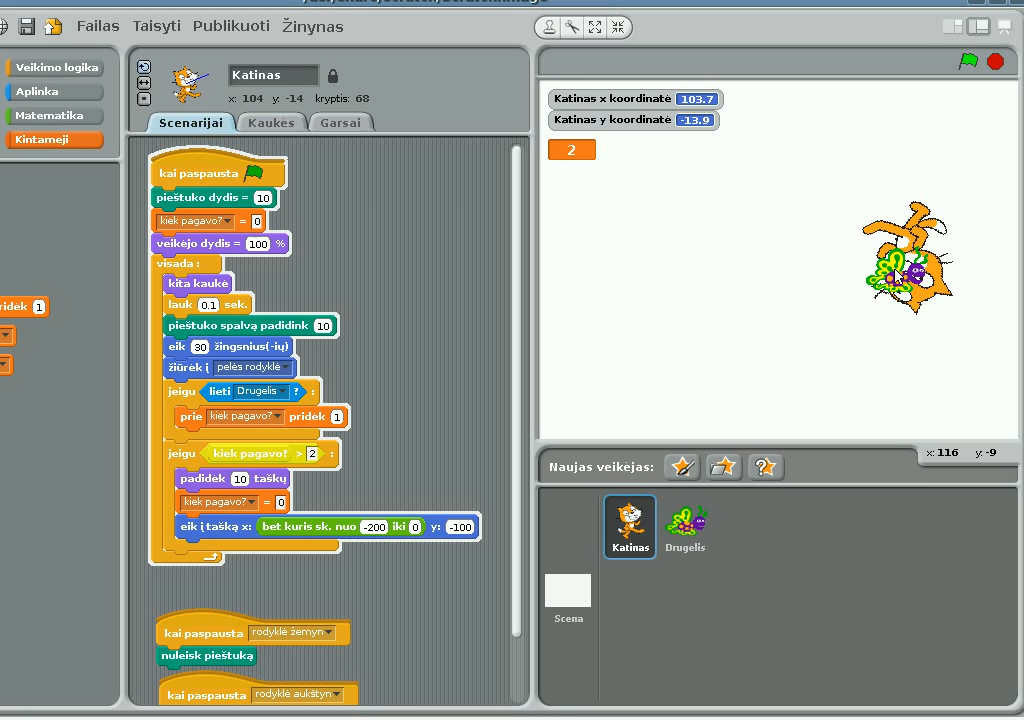 Failas Taisyti Publikuoti Žinynas
Veikimo logika
Aplinka
Matematika
Kintamieji
Katinas
x: 104 y: -14 kryptis: 68
Scenarijai Kaukės Garsai
kai paspausta
pieštuko dydis = 10
kiek pagavo? = 0
veikėjo dydis = 100 %
visada :
kita kaukė
lauk 0.1 sek.
pieštuko spalvą padidink 10
eik 30 žingsnius(-ių)
žiūrėk į pelės rodyklė
jeigu lieti Drugelis ? :
prie kiek pagavo? pridėk 1
jeigu kiek pagavo? > 2 :
padidėk 10 taškų
kiek pagavo? = 0
eik į tašką x: bet kuris sk. nuo -200 iki 0 y: -100
kai paspausta rodyklė žemyn
nuleisk pieštuką
kai paspausta rodyklė aukštyn
ridėk 1
Katinas x koordinatė 103.7
Katinas y koordinatė -13.9
2
x: 116 y: -9
Naujas veikėjas:
Katinas
Drugelis
Scena